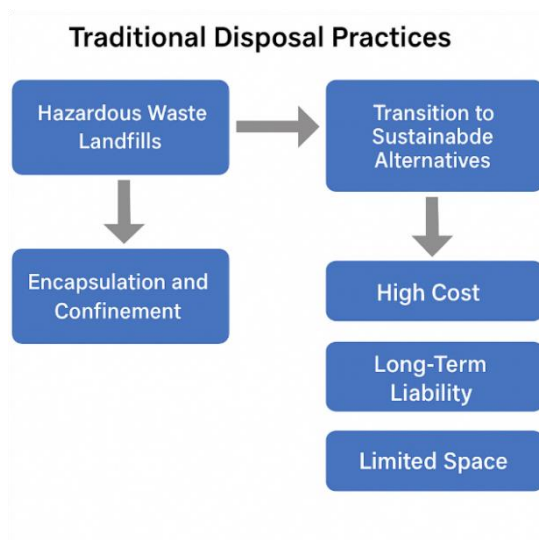 Traditional Disposal Practices
Hazardous Waste
Landfills
Transition to
Sustainabde
Alternatives
Encapsulation and
Confinement
High Cost
Long-Term
Liability
Limited Space